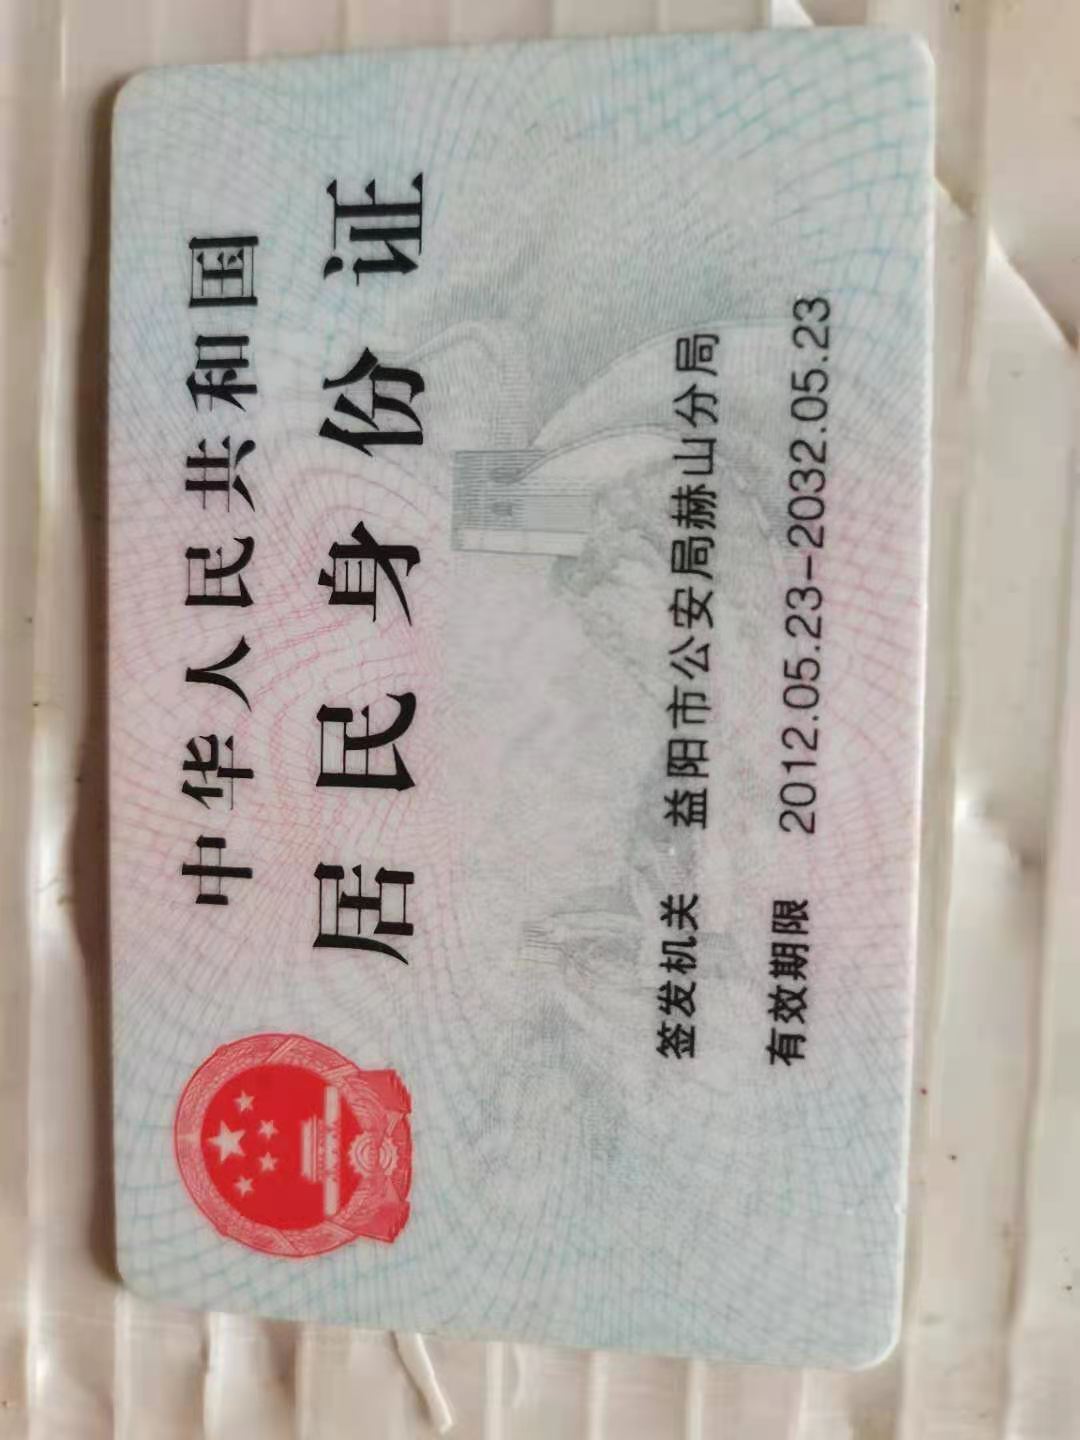 中华人民共和国
居民身份证
签发机关 益阳市公安局赫山分局
有效期限 2012.05.23-2032.05.23